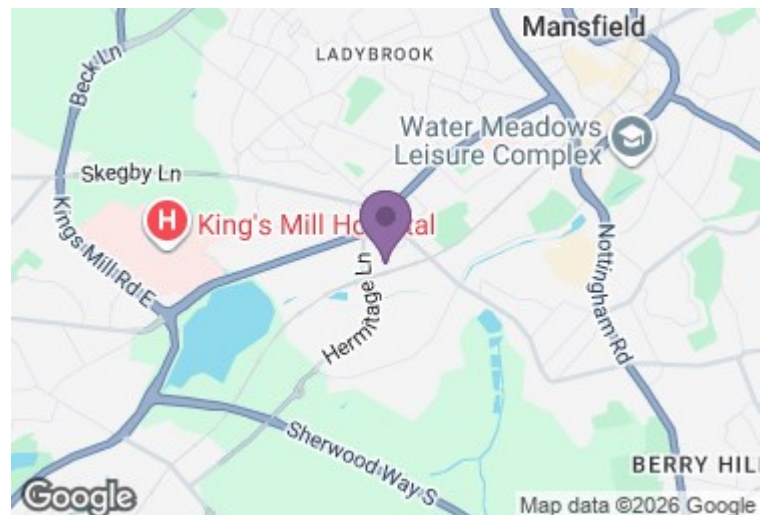 Mansfield
LADYBROOK
Beck Ln
Water Meadows
Leisure Complex
Skegby Ln
H
King's Mill Hospital
Kings Mill Rd E
Hermitage Ln
Nottingham Rd
Sherwood Way S
BERRY HILL
Google
Map data ©2026 Google